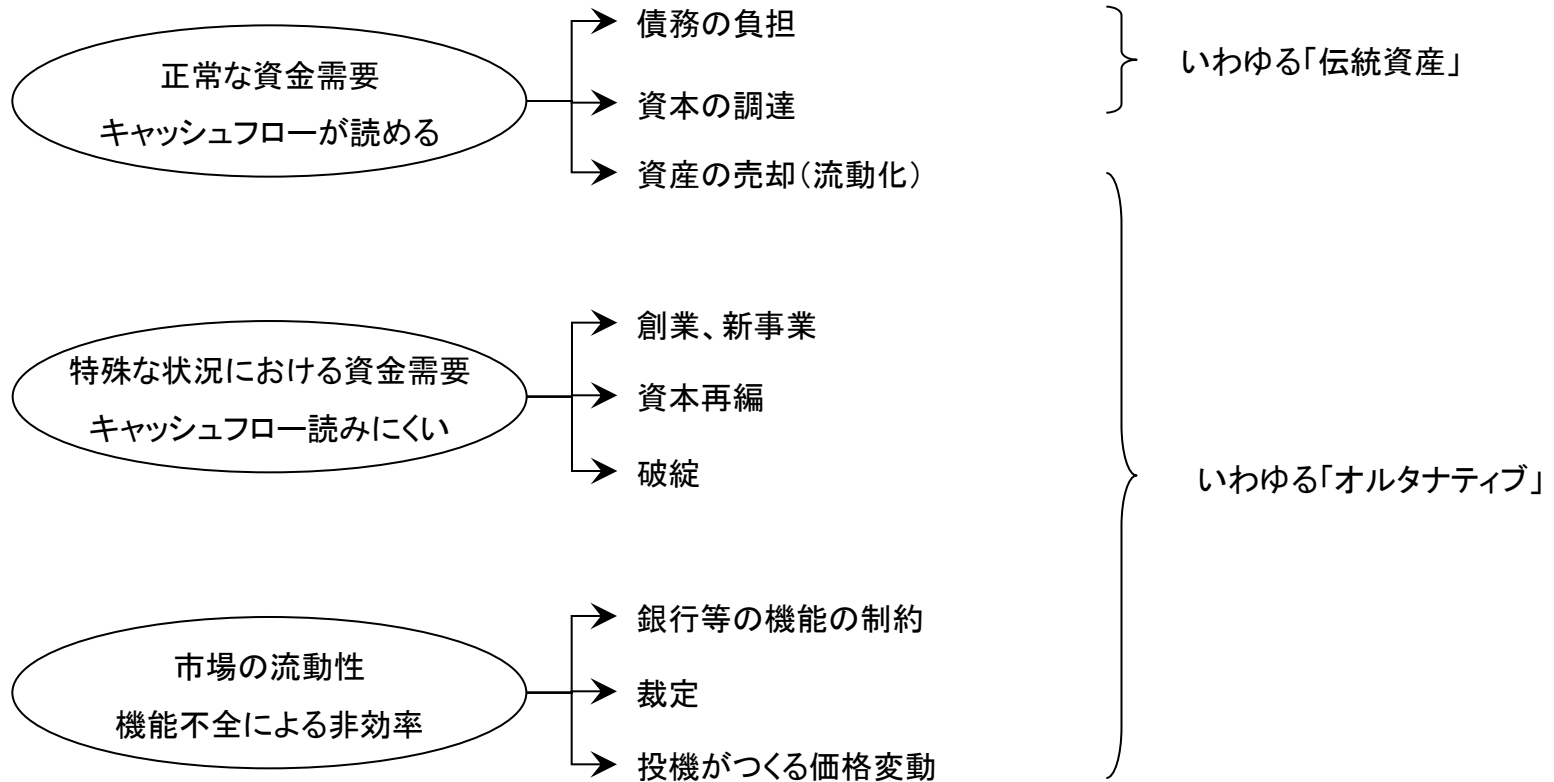 債務の負担
正常な資金需要
キャッシュフローが読める
資本の調達
いわゆる「伝統資産」
資産の売却(流動化)
特殊な状況における資金需要
キャッシュフロー読みにくい
創業、新事業
資本再編
破綻
いわゆる「オルタナティブ」
市場の流動性
機能不全による非効率
銀行等の機能の制約
裁定
投機がつくる価格変動